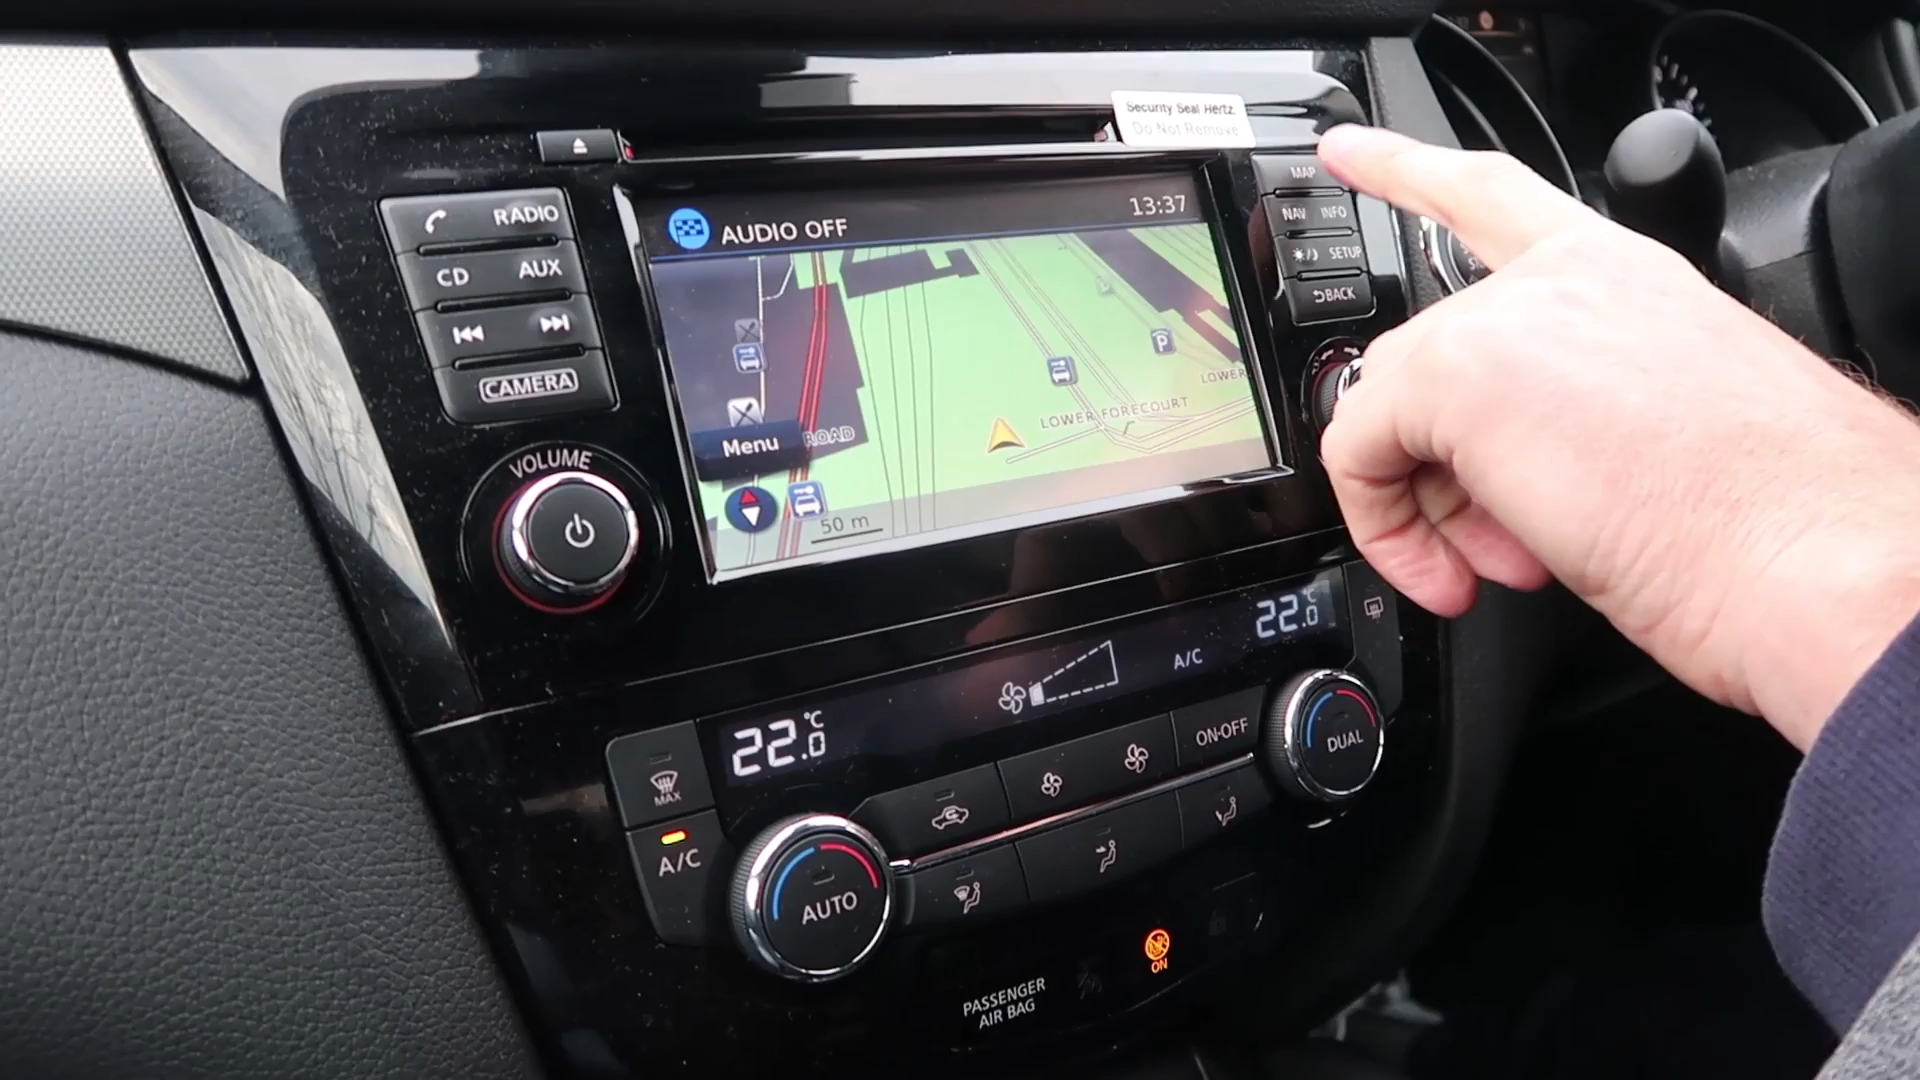 Security Seal Hertz
Do Not Remove
MAP
NAV INFO
SETUP
BACK
RADIO
CD AUX
CAMERA
VOLUME
AUDIO OFF
13:37
LOWER
LOWER FORECOURT
Menu
ROAD
50 m
22.0 °C
A/C
22.0 °C
MAX
A/C
AUTO
ON·OFF
DUAL
PASSENGER
AIR BAG
ON